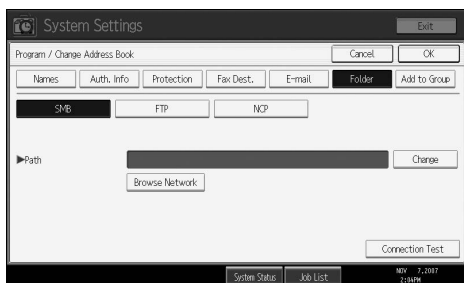 System Settings Exit
Program / Change Address Book Cancel OK
Names Auth. Info Protection Fax Dest. E-mail Folder Add to Group
SMB FTP NCP
▶Path Change
Browse Network
Connection Test
System Status Job List NOV 7,2007
2:04PM